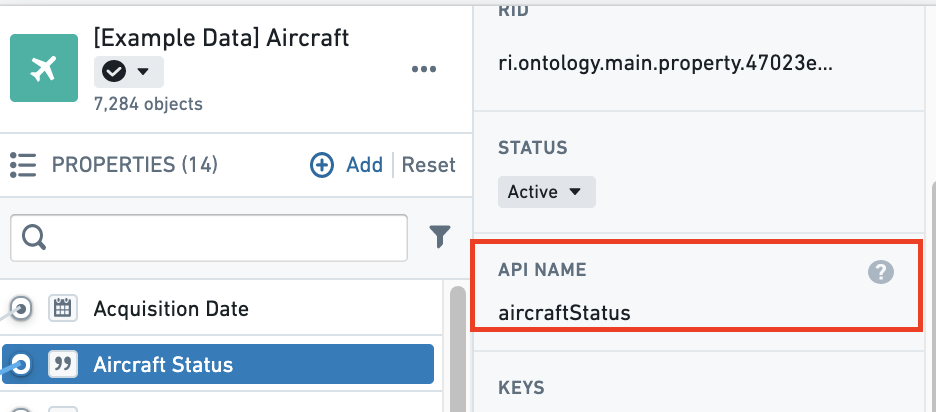 [Example Data] Aircraft
7,284 objects
PROPERTIES (14)
Add
Reset
Acquisition Date
Aircraft Status
RID
ri.ontology.main.property.47023e...
STATUS
Active
API NAME
?
aircraftStatus
KEYS